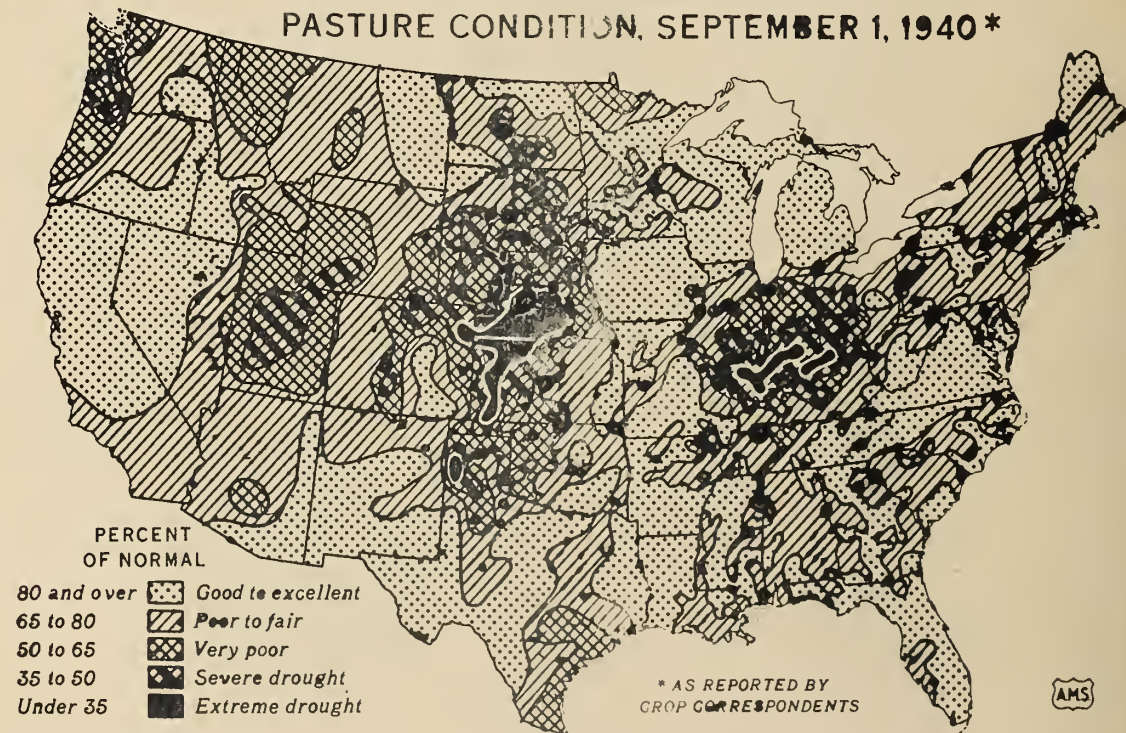 PASTURE CONDITION, SEPTEMBER 1, 1940*
PERCENT
OF NORMAL
80 and over Good to excellent
65 to 80 Poor to fair
50 to 65 Very poor
35 to 50 Severe drought
Under 35 Extreme drought
* AS REPORTED BY
CROP CORRESPONDENTS
AMS